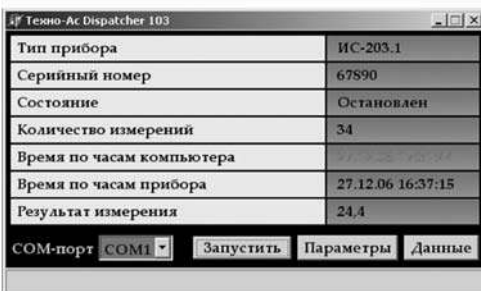 Техно-Ас Dispatcher 103
Тип прибора ИС-203.1
Серийный номер 67890
Состояние Остановлен
Количество измерений 34
Время по часам компьютера
Время по часам прибора 27.12.06 16:37:15
Результат измерения 24,4
COM-порт COM1 Запустить Параметры Данные